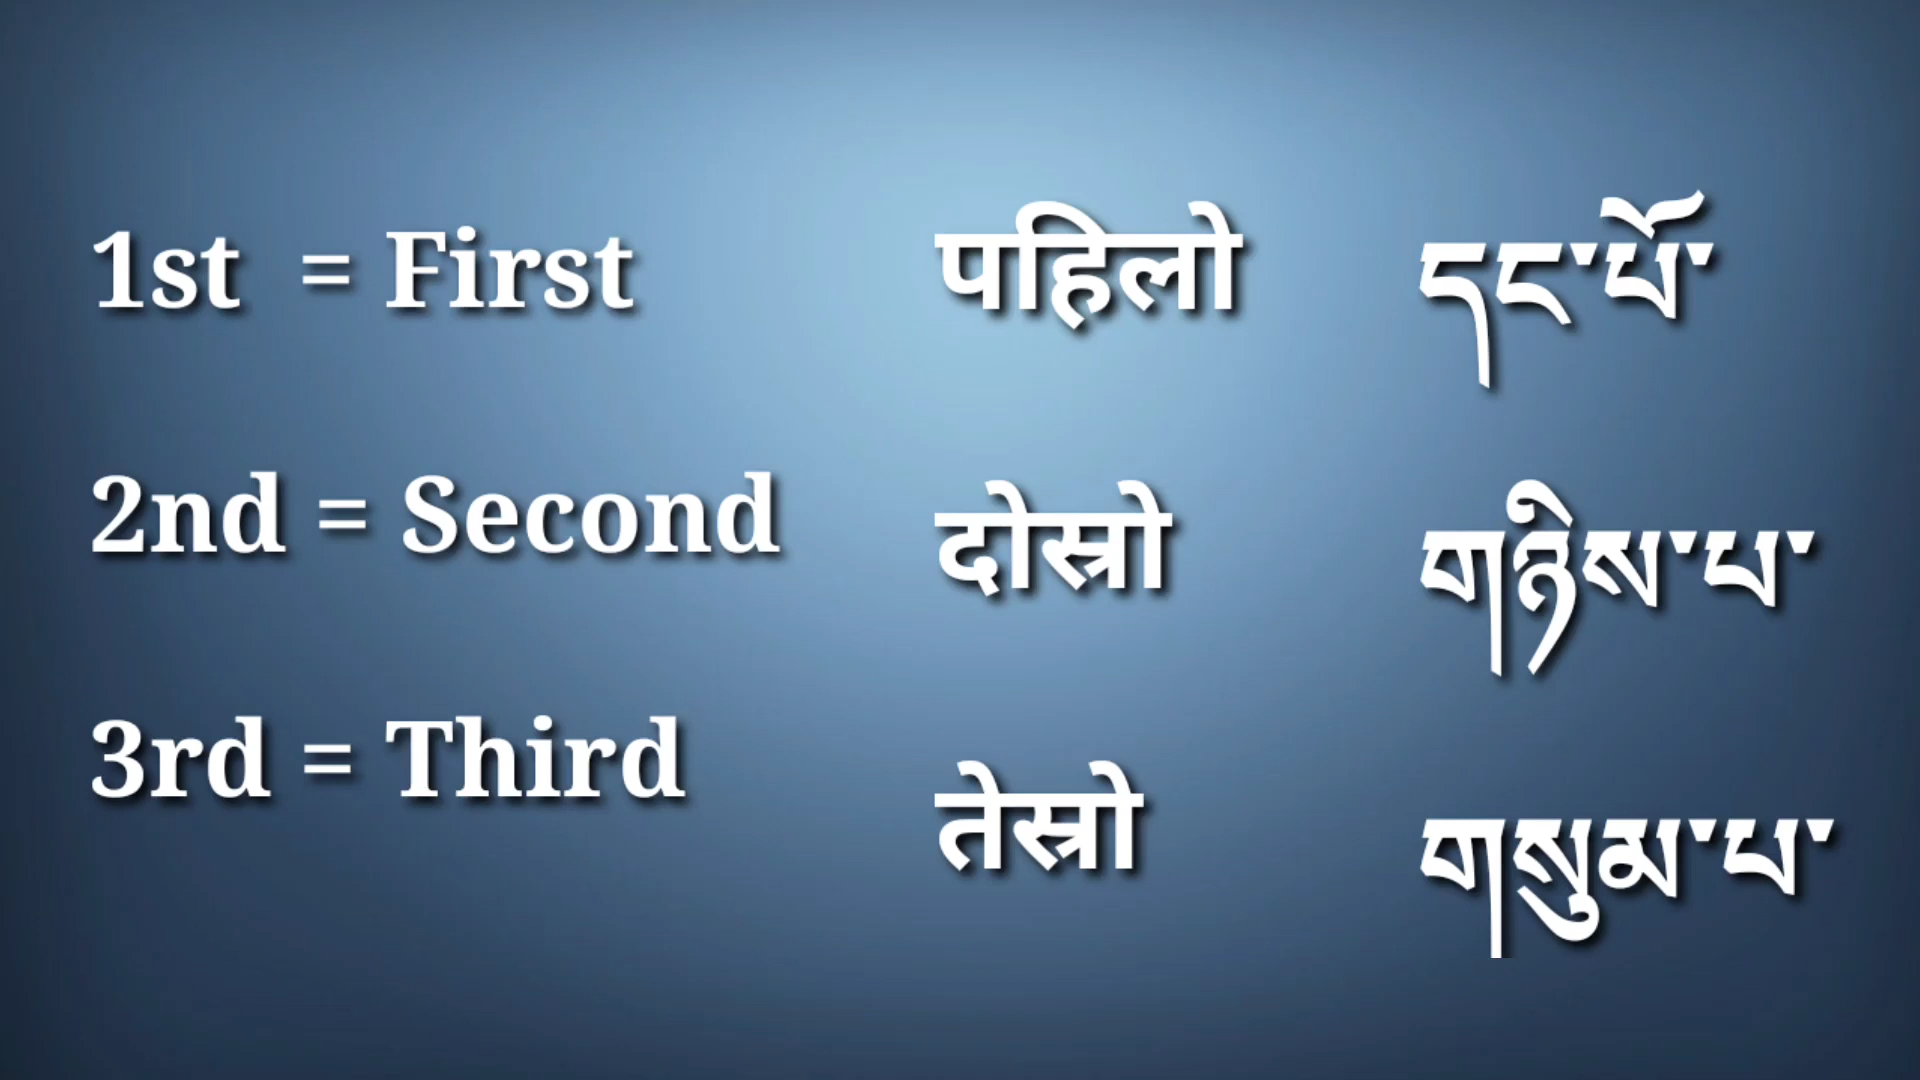 1st = First पहिलो དང་པོ་
2nd = Second दोस्रो གཉིས་པ་
3rd = Third तेस्रो གསུམ་པ་